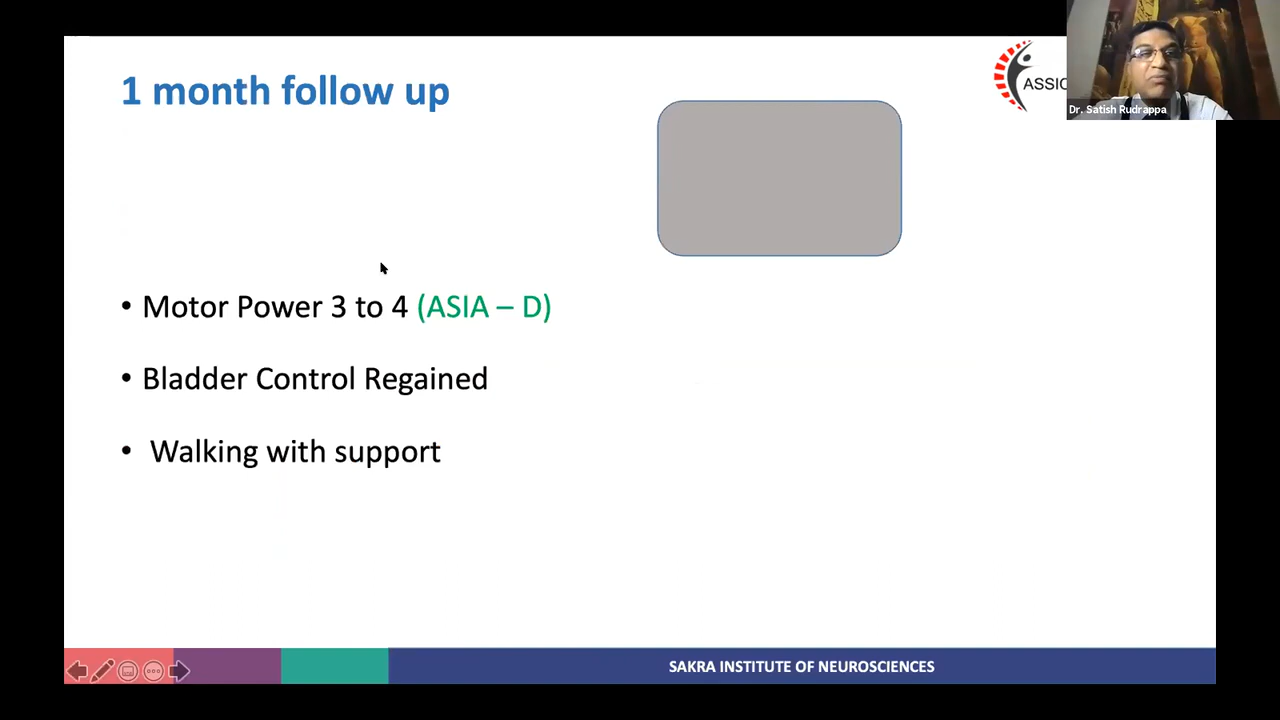 1 month follow up
ASSIC
Dr. Satish Rudrappa
• Motor Power 3 to 4 (ASIA – D)
• Bladder Control Regained
• Walking with support
SAKRA INSTITUTE OF NEUROSCIENCES